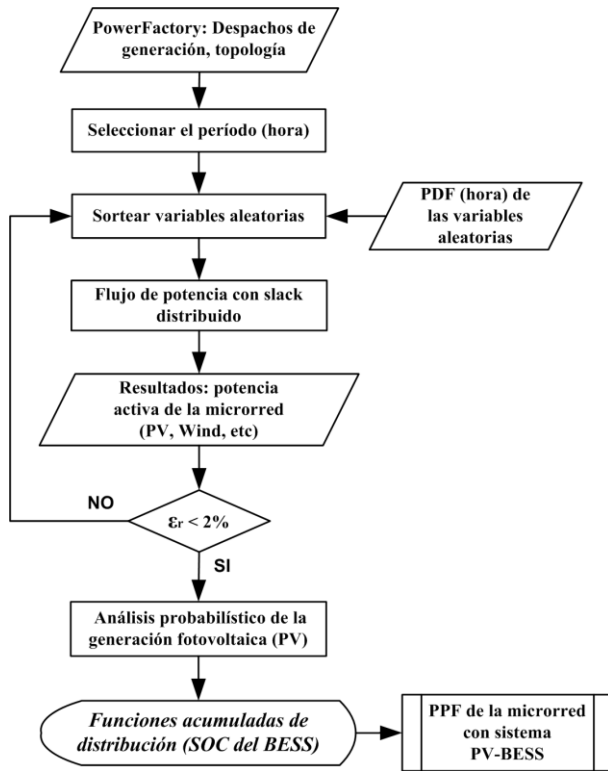 PowerFactory: Despachos de
generación, topología
Seleccionar el período (hora)
Sortear variables aleatorias
PDF (hora) de
las variables
aleatorias
Flujo de potencia con slack
distribuido
Resultados: potencia
activa de la microrred
(PV, Wind, etc)
NO
εr < 2%
SI
Análisis probabilístico de la
generación fotovoltaica (PV)
Funciones acumuladas de
distribución (SOC del BESS)
PPF de la microrred
con sistema
PV-BESS